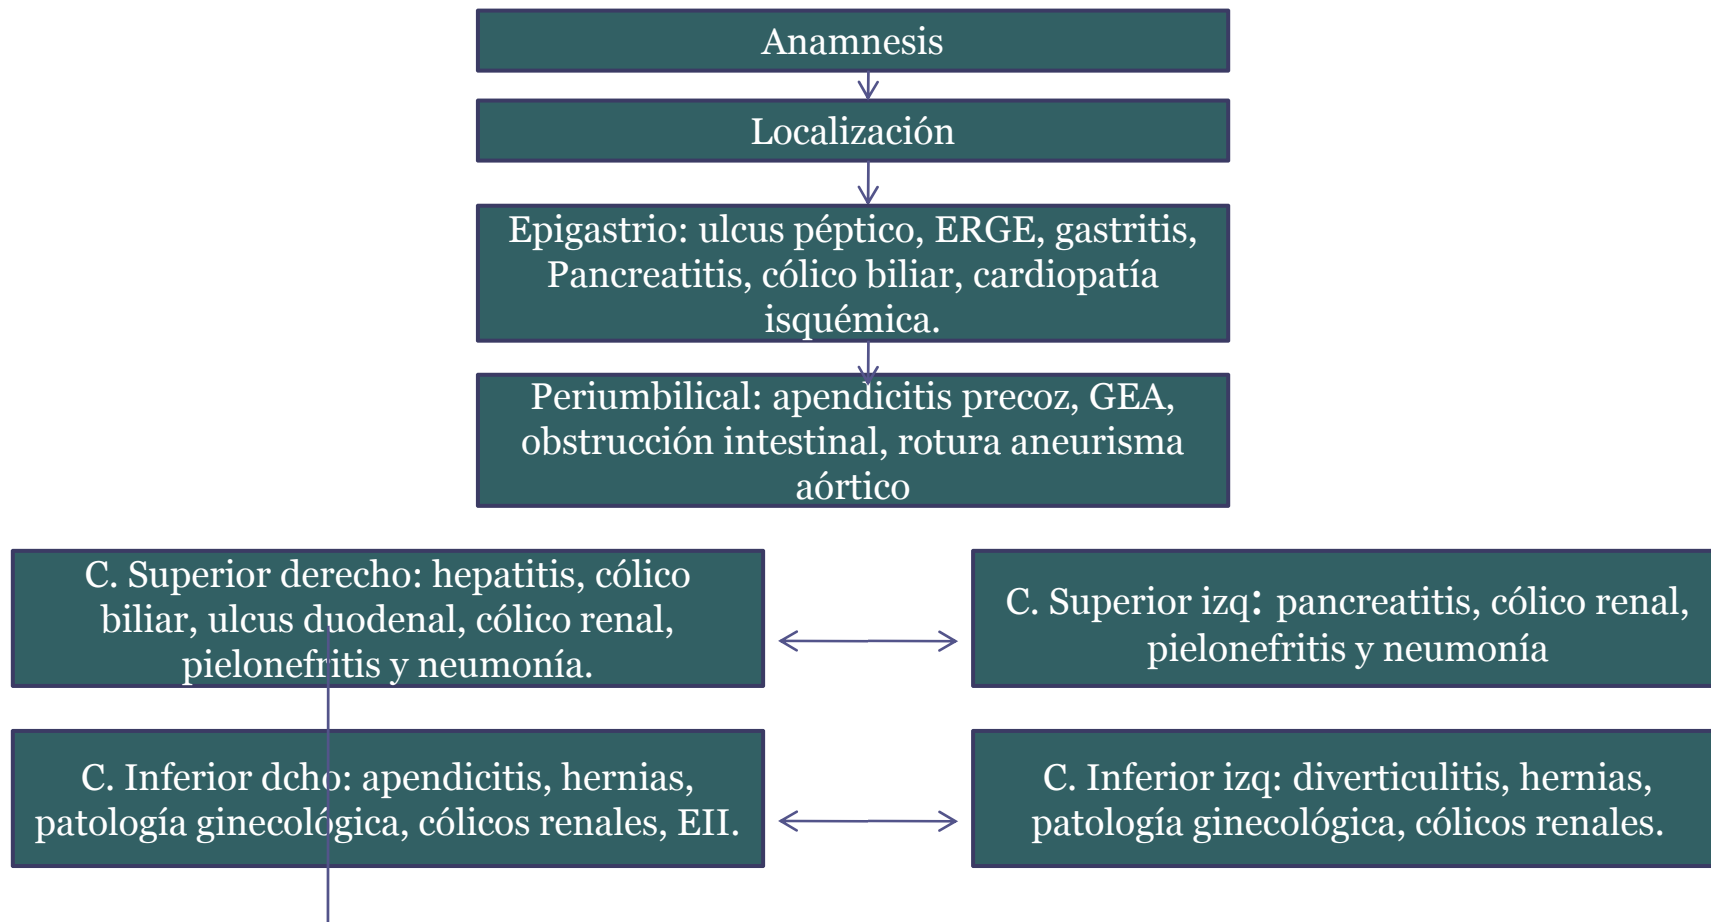 Anamnesis
Localización
Epigastrio: ulcus péptico, ERGE, gastritis,
Pancreatitis, cólico biliar, cardiopatía
isquémica.
Periumbilical: apendicitis precoz, GEA,
obstrucción intestinal, rotura aneurisma
aórtico
C. Superior derecho: hepatitis, cólico
biliar, ulcus duodenal, cólico renal,
pielonefritis y neumonía.
C. Superior izq: pancreatitis, cólico renal,
pielonefritis y neumonía
C. Inferior dcho: apendicitis, hernias,
patología ginecológica, cólicos renales, EII.
C. Inferior izq: diverticulitis, hernias,
patología ginecológica, cólicos renales.